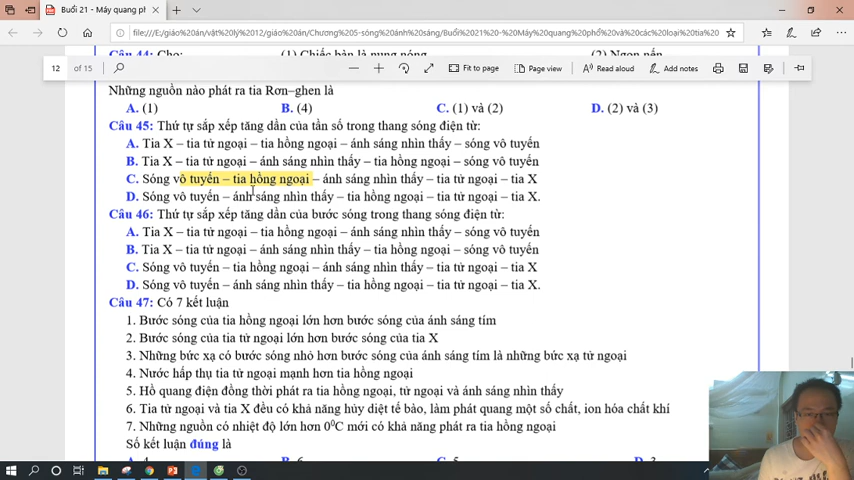 Buổi 21 - Máy quang phổ v
file:///E:/giáo%20án/vật%20lý%2012/giáo%20án/Chương%205-sóng%20ánh%20sáng/Buổi%2021%20-%20Máy%20quang%20phổ%20và%20các%20loại%20tia%20
12 of 15
Fit to page
Page view
Read aloud
Add notes
Câu 44: Cho: (1) Chiếc bàn là nung nóng (2) Ngọn nến
Những nguồn nào phát ra tia Rơn–ghen là
A. (1) B. (4) C. (1) và (2) D. (2) và (3)
Câu 45: Thứ tự sắp xếp tăng dần của tần số trong thang sóng điện từ:
A. Tia X – tia tử ngoại – tia hồng ngoại – ánh sáng nhìn thấy – sóng vô tuyến
B. Tia X – tia tử ngoại – ánh sáng nhìn thấy – tia hồng ngoại – sóng vô tuyến
C. Sóng vô tuyến – tia hồng ngoại – ánh sáng nhìn thấy – tia tử ngoại – tia X
D. Sóng vô tuyến – ánh sáng nhìn thấy – tia hồng ngoại – tia tử ngoại – tia X.
Câu 46: Thứ tự sắp xếp tăng dần của bước sóng trong thang sóng điện từ:
A. Tia X – tia tử ngoại – tia hồng ngoại – ánh sáng nhìn thấy – sóng vô tuyến
B. Tia X – tia tử ngoại – ánh sáng nhìn thấy – tia hồng ngoại – sóng vô tuyến
C. Sóng vô tuyến – tia hồng ngoại – ánh sáng nhìn thấy – tia tử ngoại – tia X
D. Sóng vô tuyến – ánh sáng nhìn thấy – tia hồng ngoại – tia tử ngoại – tia X.
Câu 47: Có 7 kết luận
1. Bước sóng của tia hồng ngoại lớn hơn bước sóng của ánh sáng tím
2. Bước sóng của tia tử ngoại lớn hơn bước sóng của tia X
3. Những bức xạ có bước sóng nhỏ hơn bước sóng của ánh sáng tím là những bức xạ tử ngoại
4. Nước hấp thụ tia tử ngoại mạnh hơn tia hồng ngoại
5. Hồ quang điện đồng thời phát ra tia hồng ngoại, tử ngoại và ánh sáng nhìn thấy
6. Tia tử ngoại và tia X đều có khả năng hủy diệt tế bào, làm phát quang một số chất, ion hóa chất khí
7. Những nguồn có nhiệt độ lớn hơn 0⁰C mới có khả năng phát ra tia hồng ngoại
Số kết luận đúng là
A. 4 B. 6 C. 5 D. 3